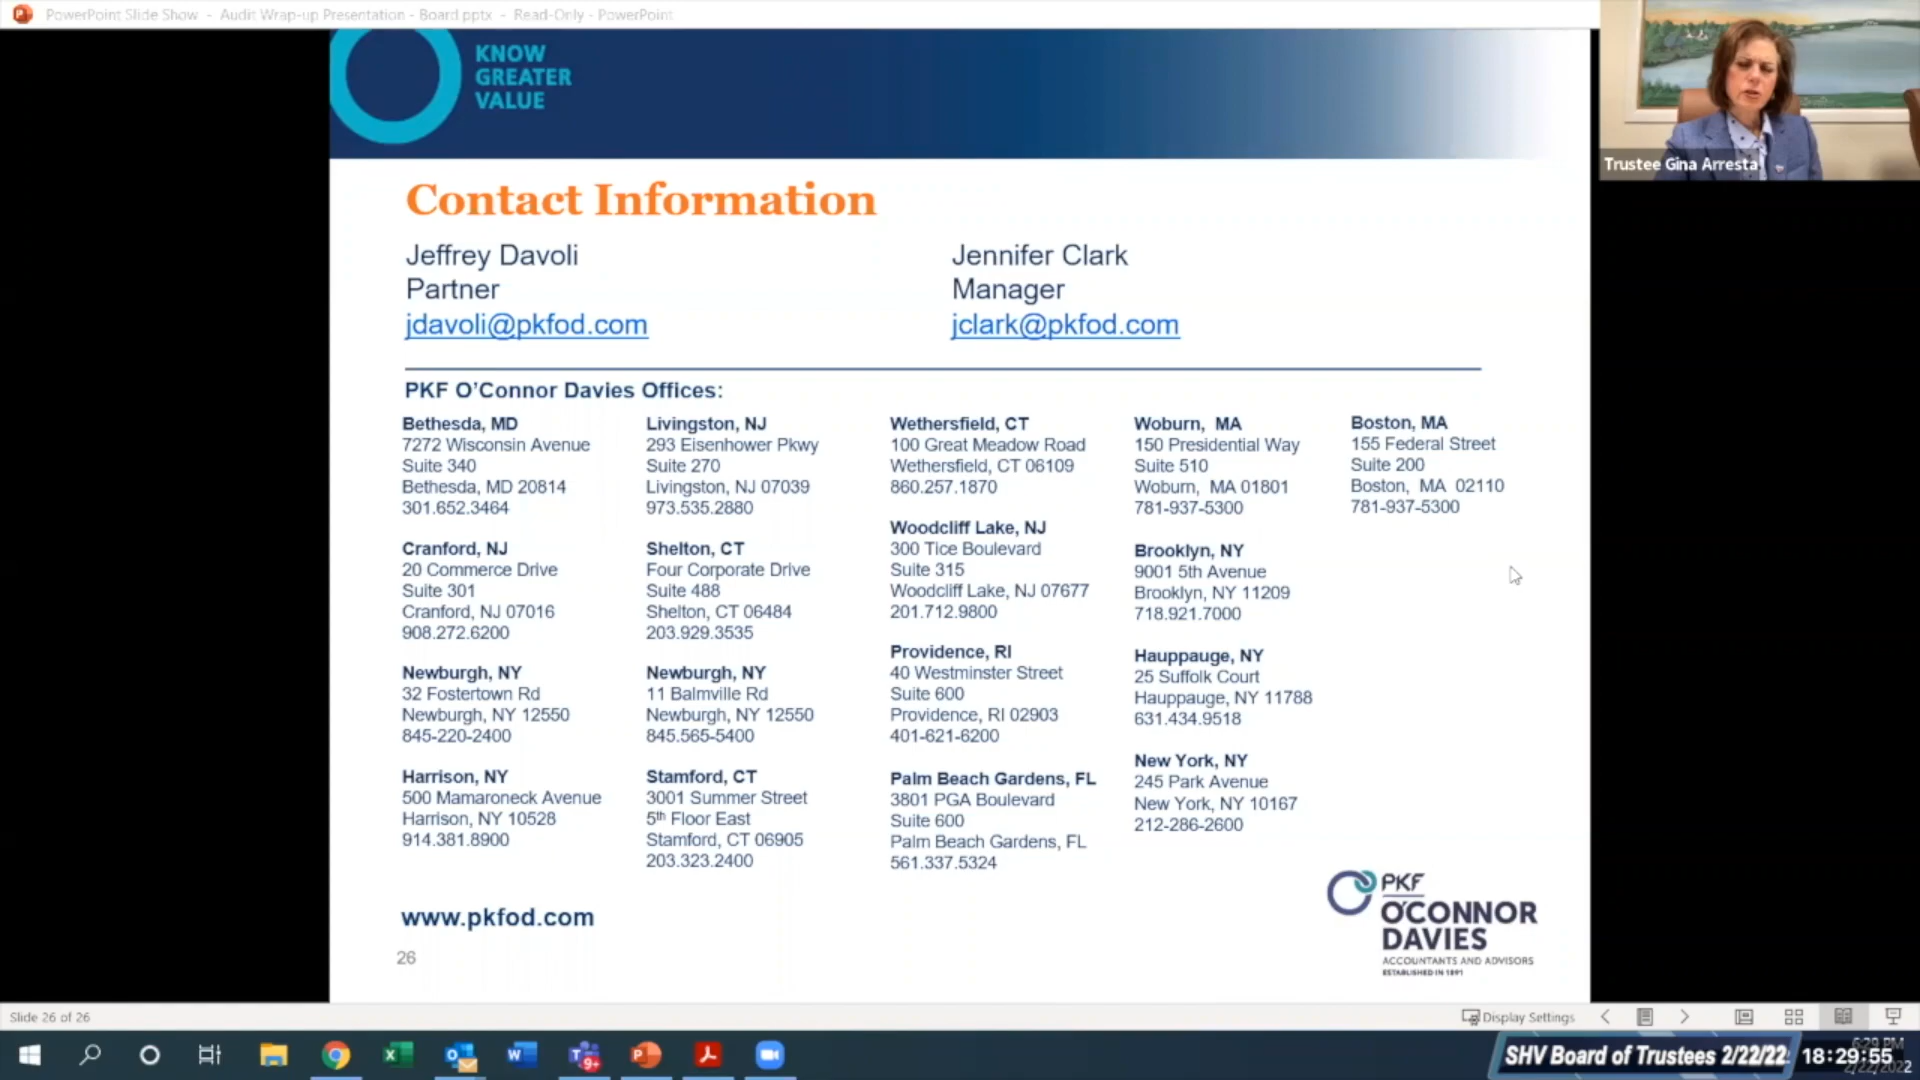 PowerPoint Slide Show - Audit Wrap-up Presentation - Board.pptx - Read-Only - PowerPoint
KNOW
GREATER
VALUE
Trustee Gina Arresta
Contact Information
Jeffrey Davoli
Partner
jdavoli@pkfod.com
Jennifer Clark
Manager
jclark@pkfod.com
PKF O'Connor Davies Offices:
Bethesda, MD
7272 Wisconsin Avenue
Suite 340
Bethesda, MD 20814
301.652.3464
Cranford, NJ
20 Commerce Drive
Suite 301
Cranford, NJ 07016
908.272.6200
Newburgh, NY
32 Fostertown Rd
Newburgh, NY 12550
845-220-2400
Harrison, NY
500 Mamaroneck Avenue
Harrison, NY 10528
914.381.8900
Livingston, NJ
293 Eisenhower Pkwy
Suite 270
Livingston, NJ 07039
973.535.2880
Shelton, CT
Four Corporate Drive
Suite 488
Shelton, CT 06484
203.929.3535
Newburgh, NY
11 Balmville Rd
Newburgh, NY 12550
845.565-5400
Stamford, CT
3001 Summer Street
5th Floor East
Stamford, CT 06905
203.323.2400
Wethersfield, CT
100 Great Meadow Road
Wethersfield, CT 06109
860.257.1870
Woodcliff Lake, NJ
300 Tice Boulevard
Suite 315
Woodcliff Lake, NJ 07677
201.712.9800
Providence, RI
40 Westminster Street
Suite 600
Providence, RI 02903
401-621-6200
Palm Beach Gardens, FL
3801 PGA Boulevard
Suite 600
Palm Beach Gardens, FL
561.337.5324
Woburn, MA
150 Presidential Way
Suite 510
Woburn, MA 01801
781-937-5300
Brooklyn, NY
9001 5th Avenue
Brooklyn, NY 11209
718.921.7000
Hauppauge, NY
25 Suffolk Court
Hauppauge, NY 11788
631.434.9518
New York, NY
245 Park Avenue
New York, NY 10167
212-286-2600
Boston, MA
155 Federal Street
Suite 200
Boston, MA 02110
781-937-5300
www.pkfod.com
26
PKF
O'CONNOR
DAVIES
ACCOUNTANTS AND ADVISORS
ESTABLISHED IN 1891
Slide 26 of 26
Display Settings
9+
SHV Board of Trustees 2/22/22
18:29:55